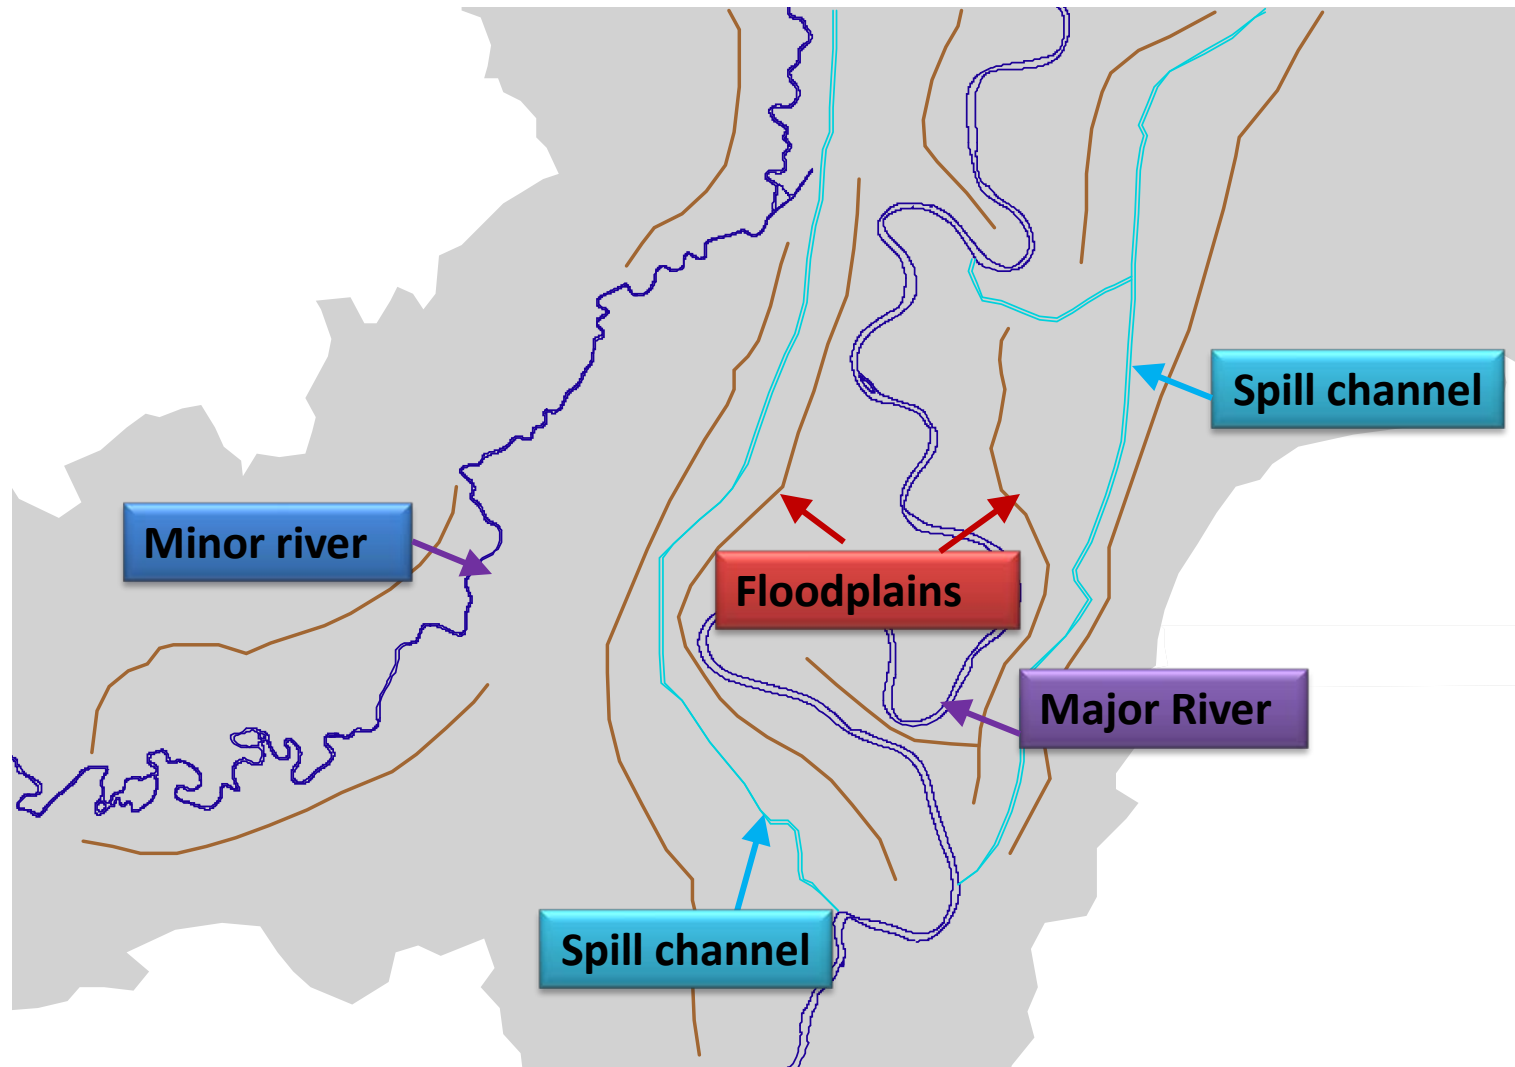 Spill channel
Minor river
Floodplains
Major River
Spill channel